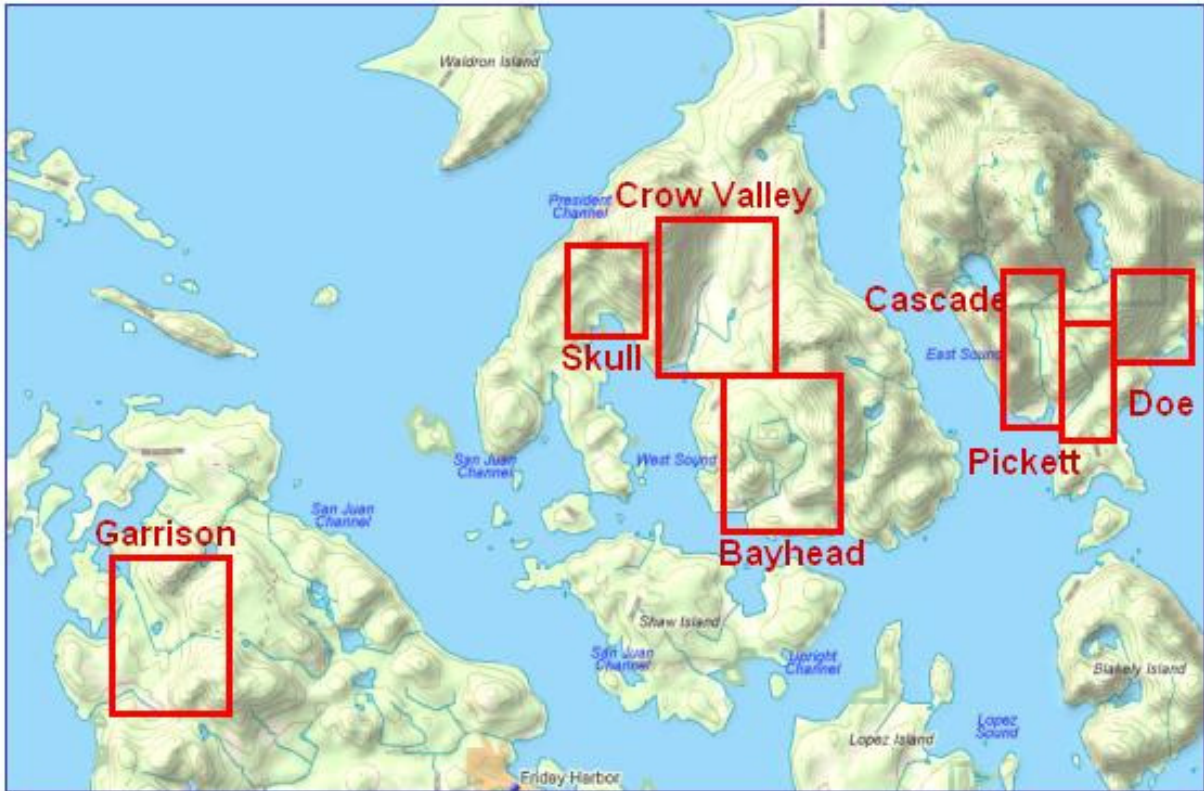 Waldron Island
President
Channel
Crow Valley
Skull
Cascade
East Sound
Doe
Pickett
San Juan
Channel
West Sound
San Juan
Channel
Garrison
Bayhead
Shaw Island
San Juan
Channel
Upright
Channel
Blakely Island
Lopez
Sound
Lopez Island
Friday Harbor